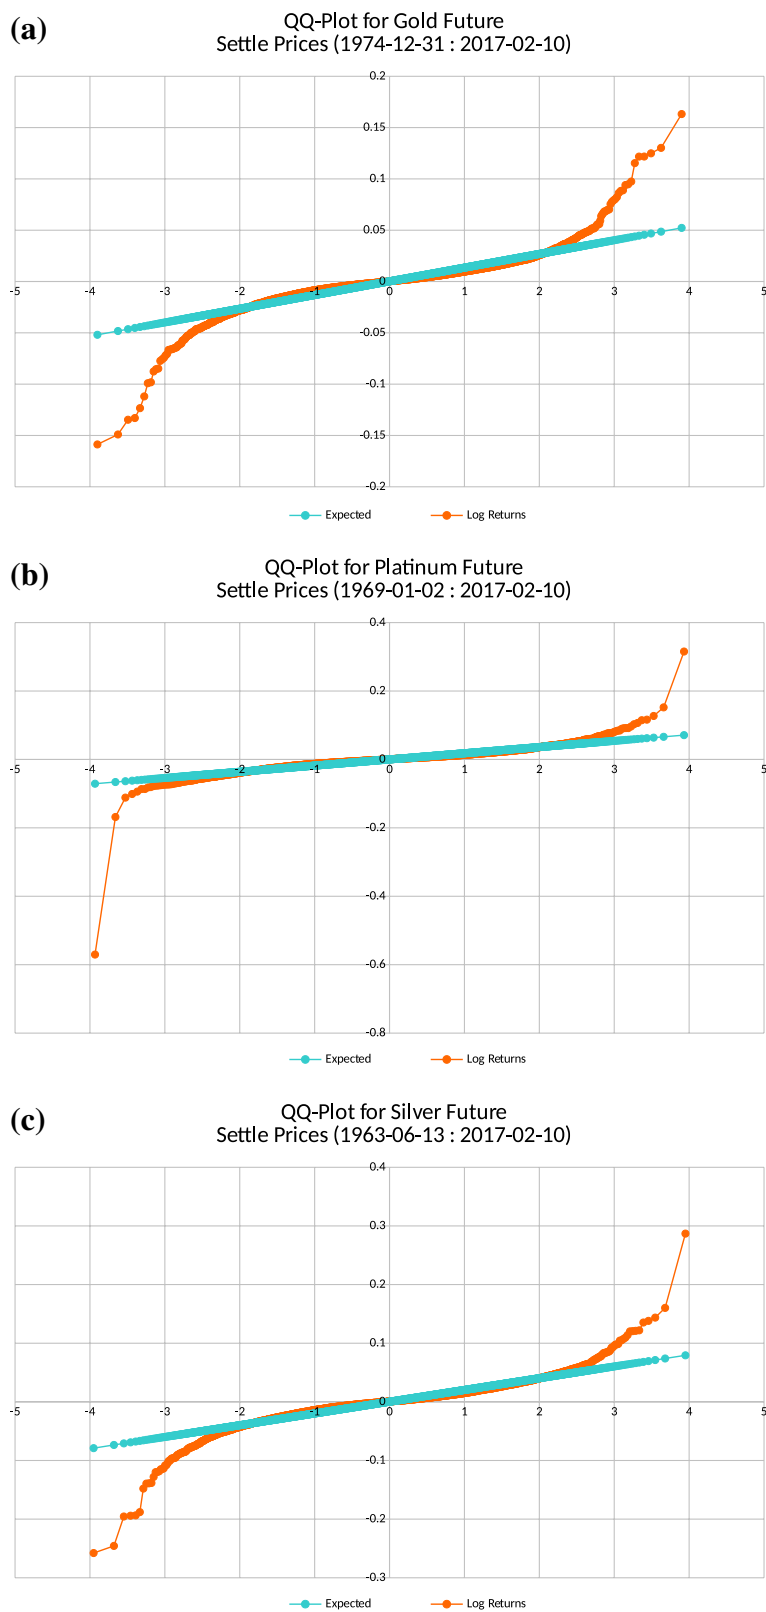 (a)
QQ-Plot for Gold Future
Settle Prices (1974-12-31 : 2017-02-10)
0.2
0.15
0.1
0.05
0
-5 -4 -3 -2 -1 0 1 2 3 4 5
-0.05
-0.1
-0.15
-0.2
Expected Log Returns
(b)
QQ-Plot for Platinum Future
Settle Prices (1969-01-02 : 2017-02-10)
0.4
0.2
0
-5 -4 -3 -2 -1 0 1 2 3 4 5
-0.2
-0.4
-0.6
-0.8
Expected Log Returns
(c)
QQ-Plot for Silver Future
Settle Prices (1963-06-13 : 2017-02-10)
0.4
0.3
0.2
0.1
0
-5 -4 -3 -2 -1 0 1 2 3 4 5
-0.1
-0.2
-0.3
Expected Log Returns